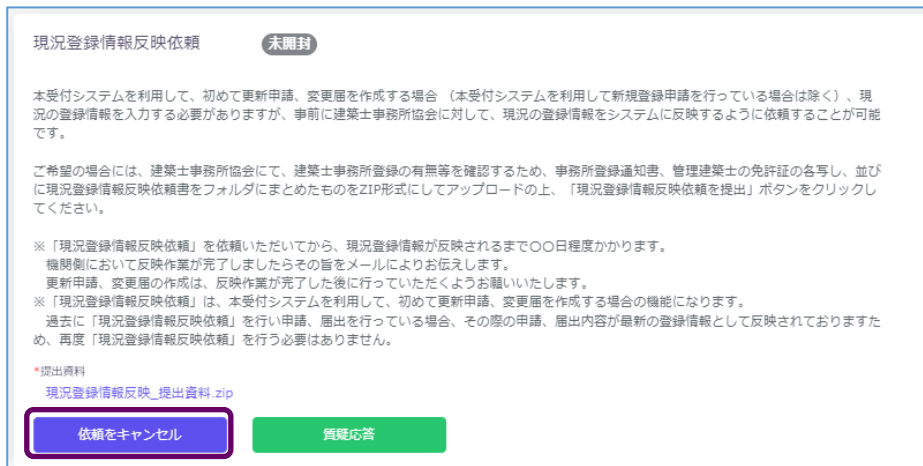 現況登録情報反映依頼 未開封
本受付システムを利用して、初めて更新申請、変更届を作成する場合 （本受付システムを利用して新規登録申請を行っている場合は除く）、現
況の登録情報を入力する必要がありますが、事前に建築士事務所協会に対して、現況の登録情報をシステムに反映するように依頼することが可能
です。
ご希望の場合には、建築士事務所協会にて、建築士事務所登録の有無等を確認するため、事務所登録通知書、管理建築士の免許証の各写し、並び
に現況登録情報反映依頼書をフォルダにまとめたものをZIP形式にしてアップロードの上、「現況登録情報反映依頼を提出」ボタンをクリックし
てください。
※「現況登録情報反映依頼」を依頼いただいてから、現況登録情報が反映されるまで〇〇日程度かかります。
機関側において反映作業が完了しましたらその旨をメールによりお伝えします。
更新申請、変更届の作成は、反映作業が完了した後に行っていただくようお願いいたします。
※「現況登録情報反映依頼」は、本受付システムを利用して、初めて更新申請、変更届を作成する場合の機能になります。
過去に「現況登録情報反映依頼」を行い申請、届出を行っている場合、その際の申請、届出内容が最新の登録情報として反映されておりますた
め、再度「現況登録情報反映依頼」を行う必要はありません。
*提出資料
現況登録情報反映_提出資料.zip
依頼をキャンセル 質疑応答